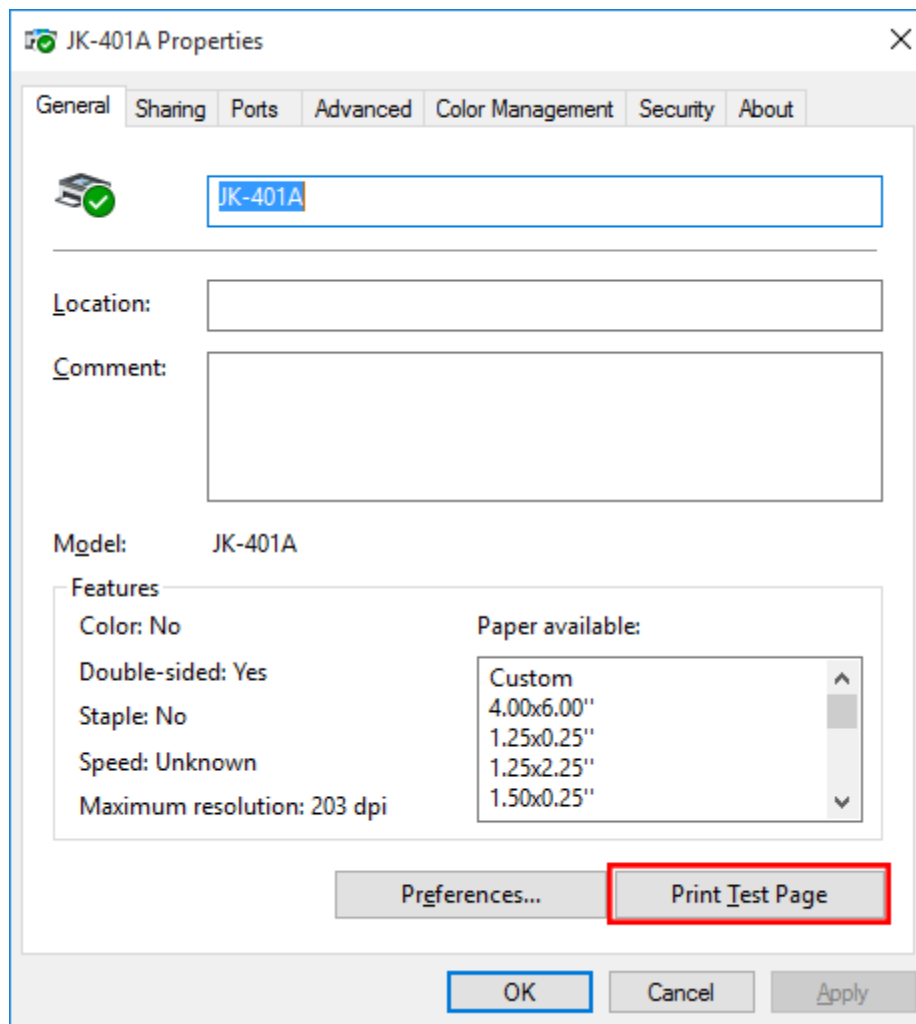 JK-401A Properties
General Sharing Ports Advanced Color Management Security About
JK-401A
Location:
Comment:
Model: JK-401A
Features
Color: No
Double-sided: Yes
Staple: No
Speed: Unknown
Maximum resolution: 203 dpi
Paper available:
Custom
4.00x6.00''
1.25x0.25''
1.25x2.25''
1.50x0.25''
Preferences... Print Test Page
OK Cancel Apply